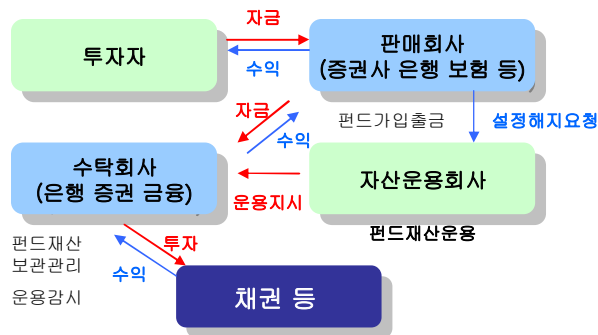 자금
투자자
판매회사
(증권사 은행 보험 등)
수익
자금
펀드가입출금
설정해지요청
수익
수탁회사
(은행 증권 금융)
자산운용회사
운용지시
펀드재산운용
펀드재산
보관관리
투자
수익
운용감시
채권 등